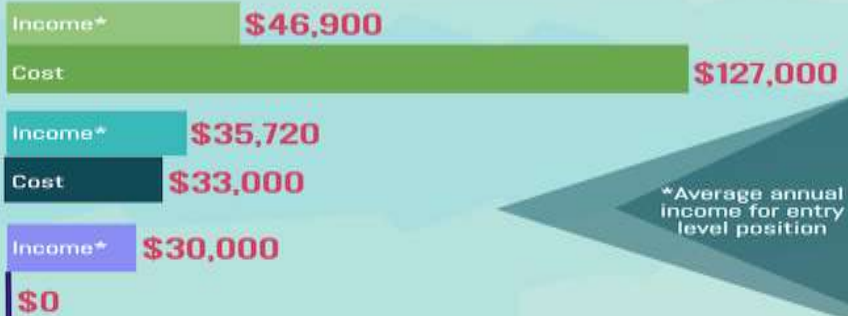 Income* $46,900
Cost $127,000
Income* $35,720
Cost $33,000
Income* $30,000
$0
*Average annual
income for entry
level position